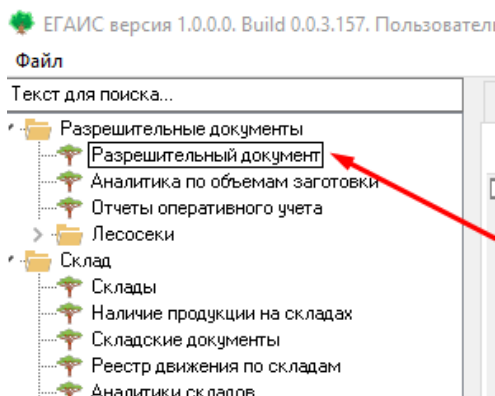 ЕГАИС версия 1.0.0.0. Build 0.0.3.157. Пользовател
Файл
Текст для поиска...
Разрешительные документы
Разрешительный документ
Аналитика по объемам заготовки
Отчеты оперативного учета
Лесосеки
Склад
Склады
Наличие продукции на складах
Складские документы
Реестр движения по складам
Аналитики складов